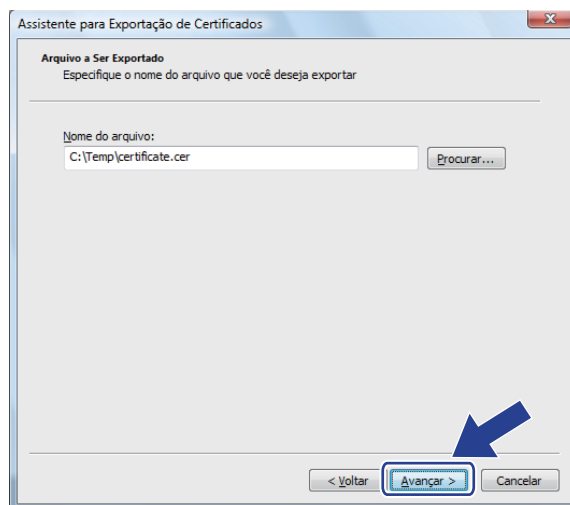 Assistente para Exportação de Certificados
Arquivo a Ser Exportado
Especifique o nome do arquivo que você deseja exportar
Nome do arquivo:
C:\Temp\certificate.cer
Procurar...
< Voltar Avançar > Cancelar